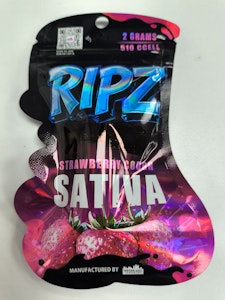 2 GRAMS
510 CCELL
RIPZ
STRAWBERRY COUGH
SATIVA
MANUFACTURED BY